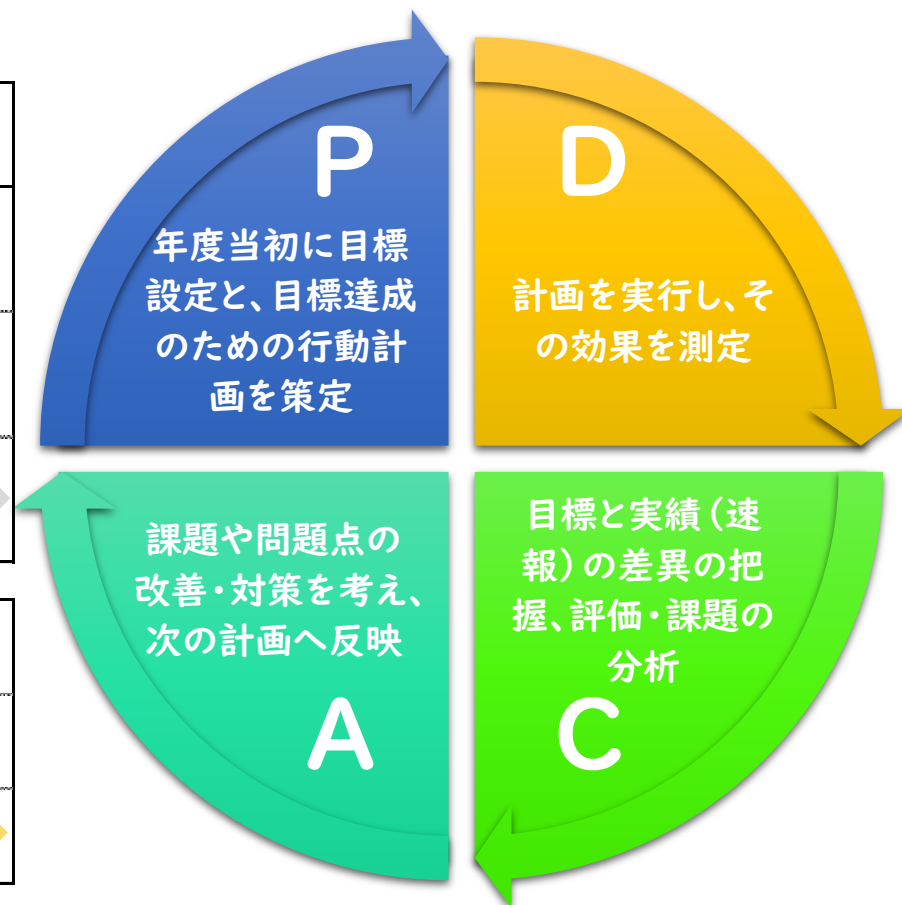 P
年度当初に目標
設定と、目標達成
のための行動計
画を策定
D
計画を実行し、そ
の効果を測定
目標と実績(速
報)の差異の把
握、評価・課題の
分析
C
課題や問題点の
改善・対策を考え、
次の計画へ反映
A